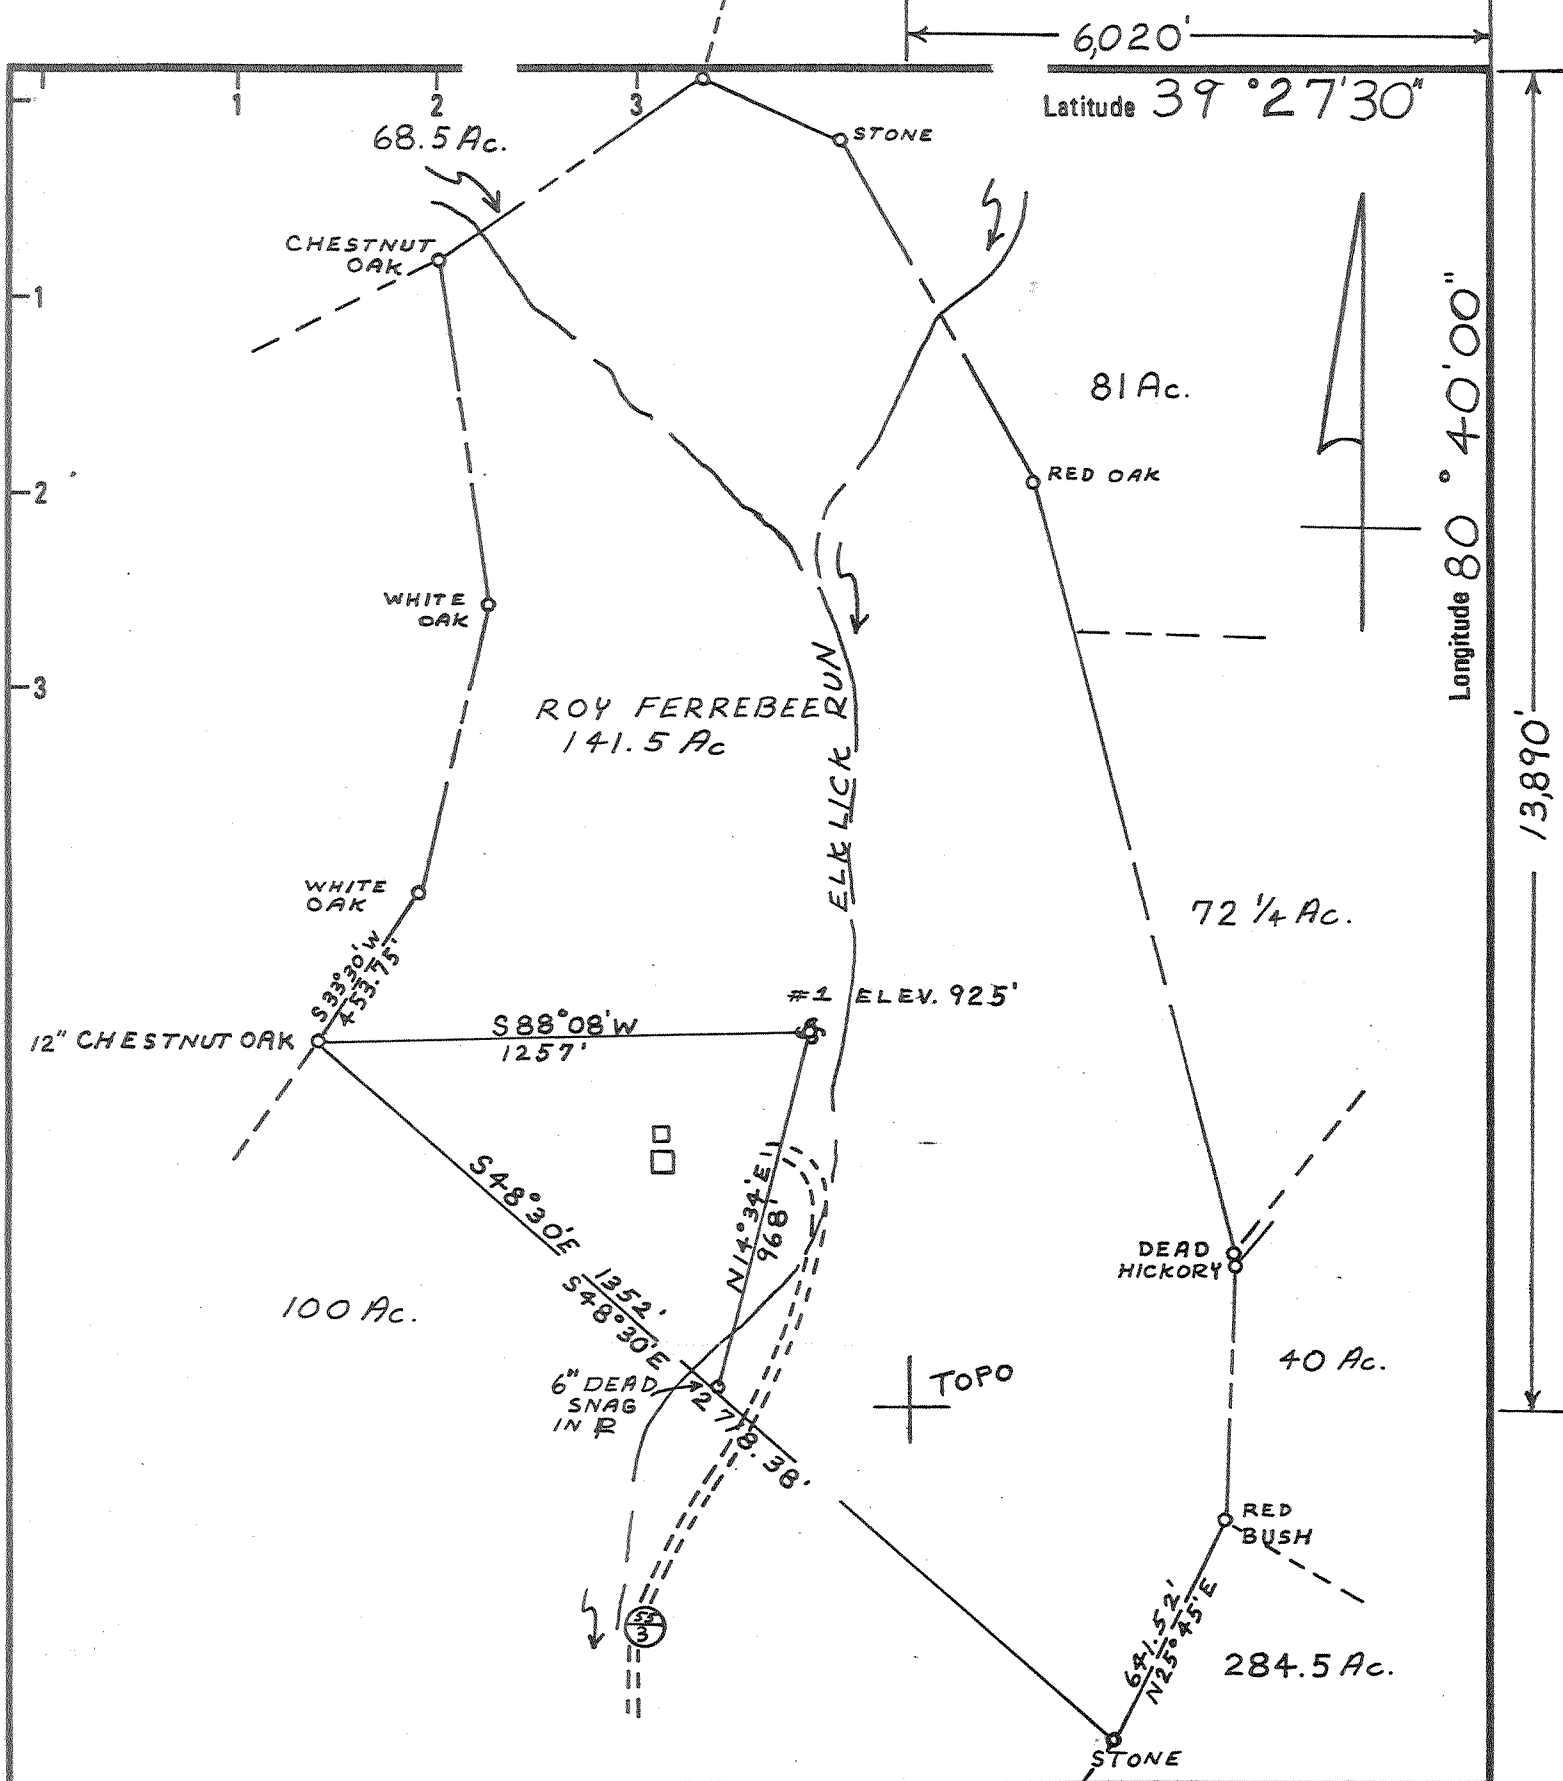 6,020'
1
2
3
Latitude 39°27'30"
68.5 Ac.
STONE
CHESTNUT
OAK
1
81 Ac.
Longitude 80°40'00"
RED OAK
2
WHITE
OAK
3
ROY FERREBEE
141.5 Ac
ELK LICK RUN
13,890'
WHITE
OAK
72 1/4 Ac.
S33°30'W
453.75'
#1 ELEV. 925'
12" CHESTNUT OAK
S88°08'W
1257'
S48°30'E
1352'
N14°34'E
968'
DEAD
HICKORY
100 Ac.
S48°30'E
2778.38'
40 Ac.
TOPO
6" DEAD
SNAG
IN
RED
BUSH
55
3
641.52'
N25°45'E
284.5 Ac.
STONE